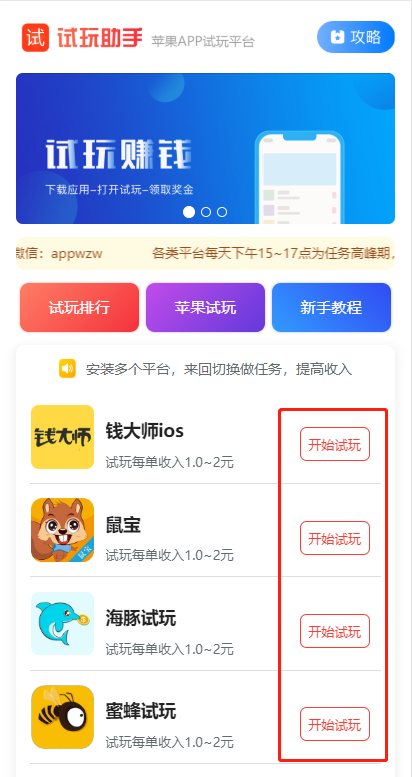 试 试玩助手 苹果APP试玩平台 攻略
试玩赚钱
下载应用–打开试玩–领取奖金
微信：appwzw 各类平台每天下午15~17点为任务高峰期，
试玩排行 苹果试玩 新手教程
安装多个平台，来回切换做任务，提高收入
钱大师
钱大师ios
试玩每单收入1.0~2元
开始试玩
鼠宝
鼠宝
试玩每单收入1.0~2元
开始试玩
海豚试玩
试玩每单收入1.0~2元
开始试玩
蜜蜂试玩
试玩每单收入1.0~2元
开始试玩